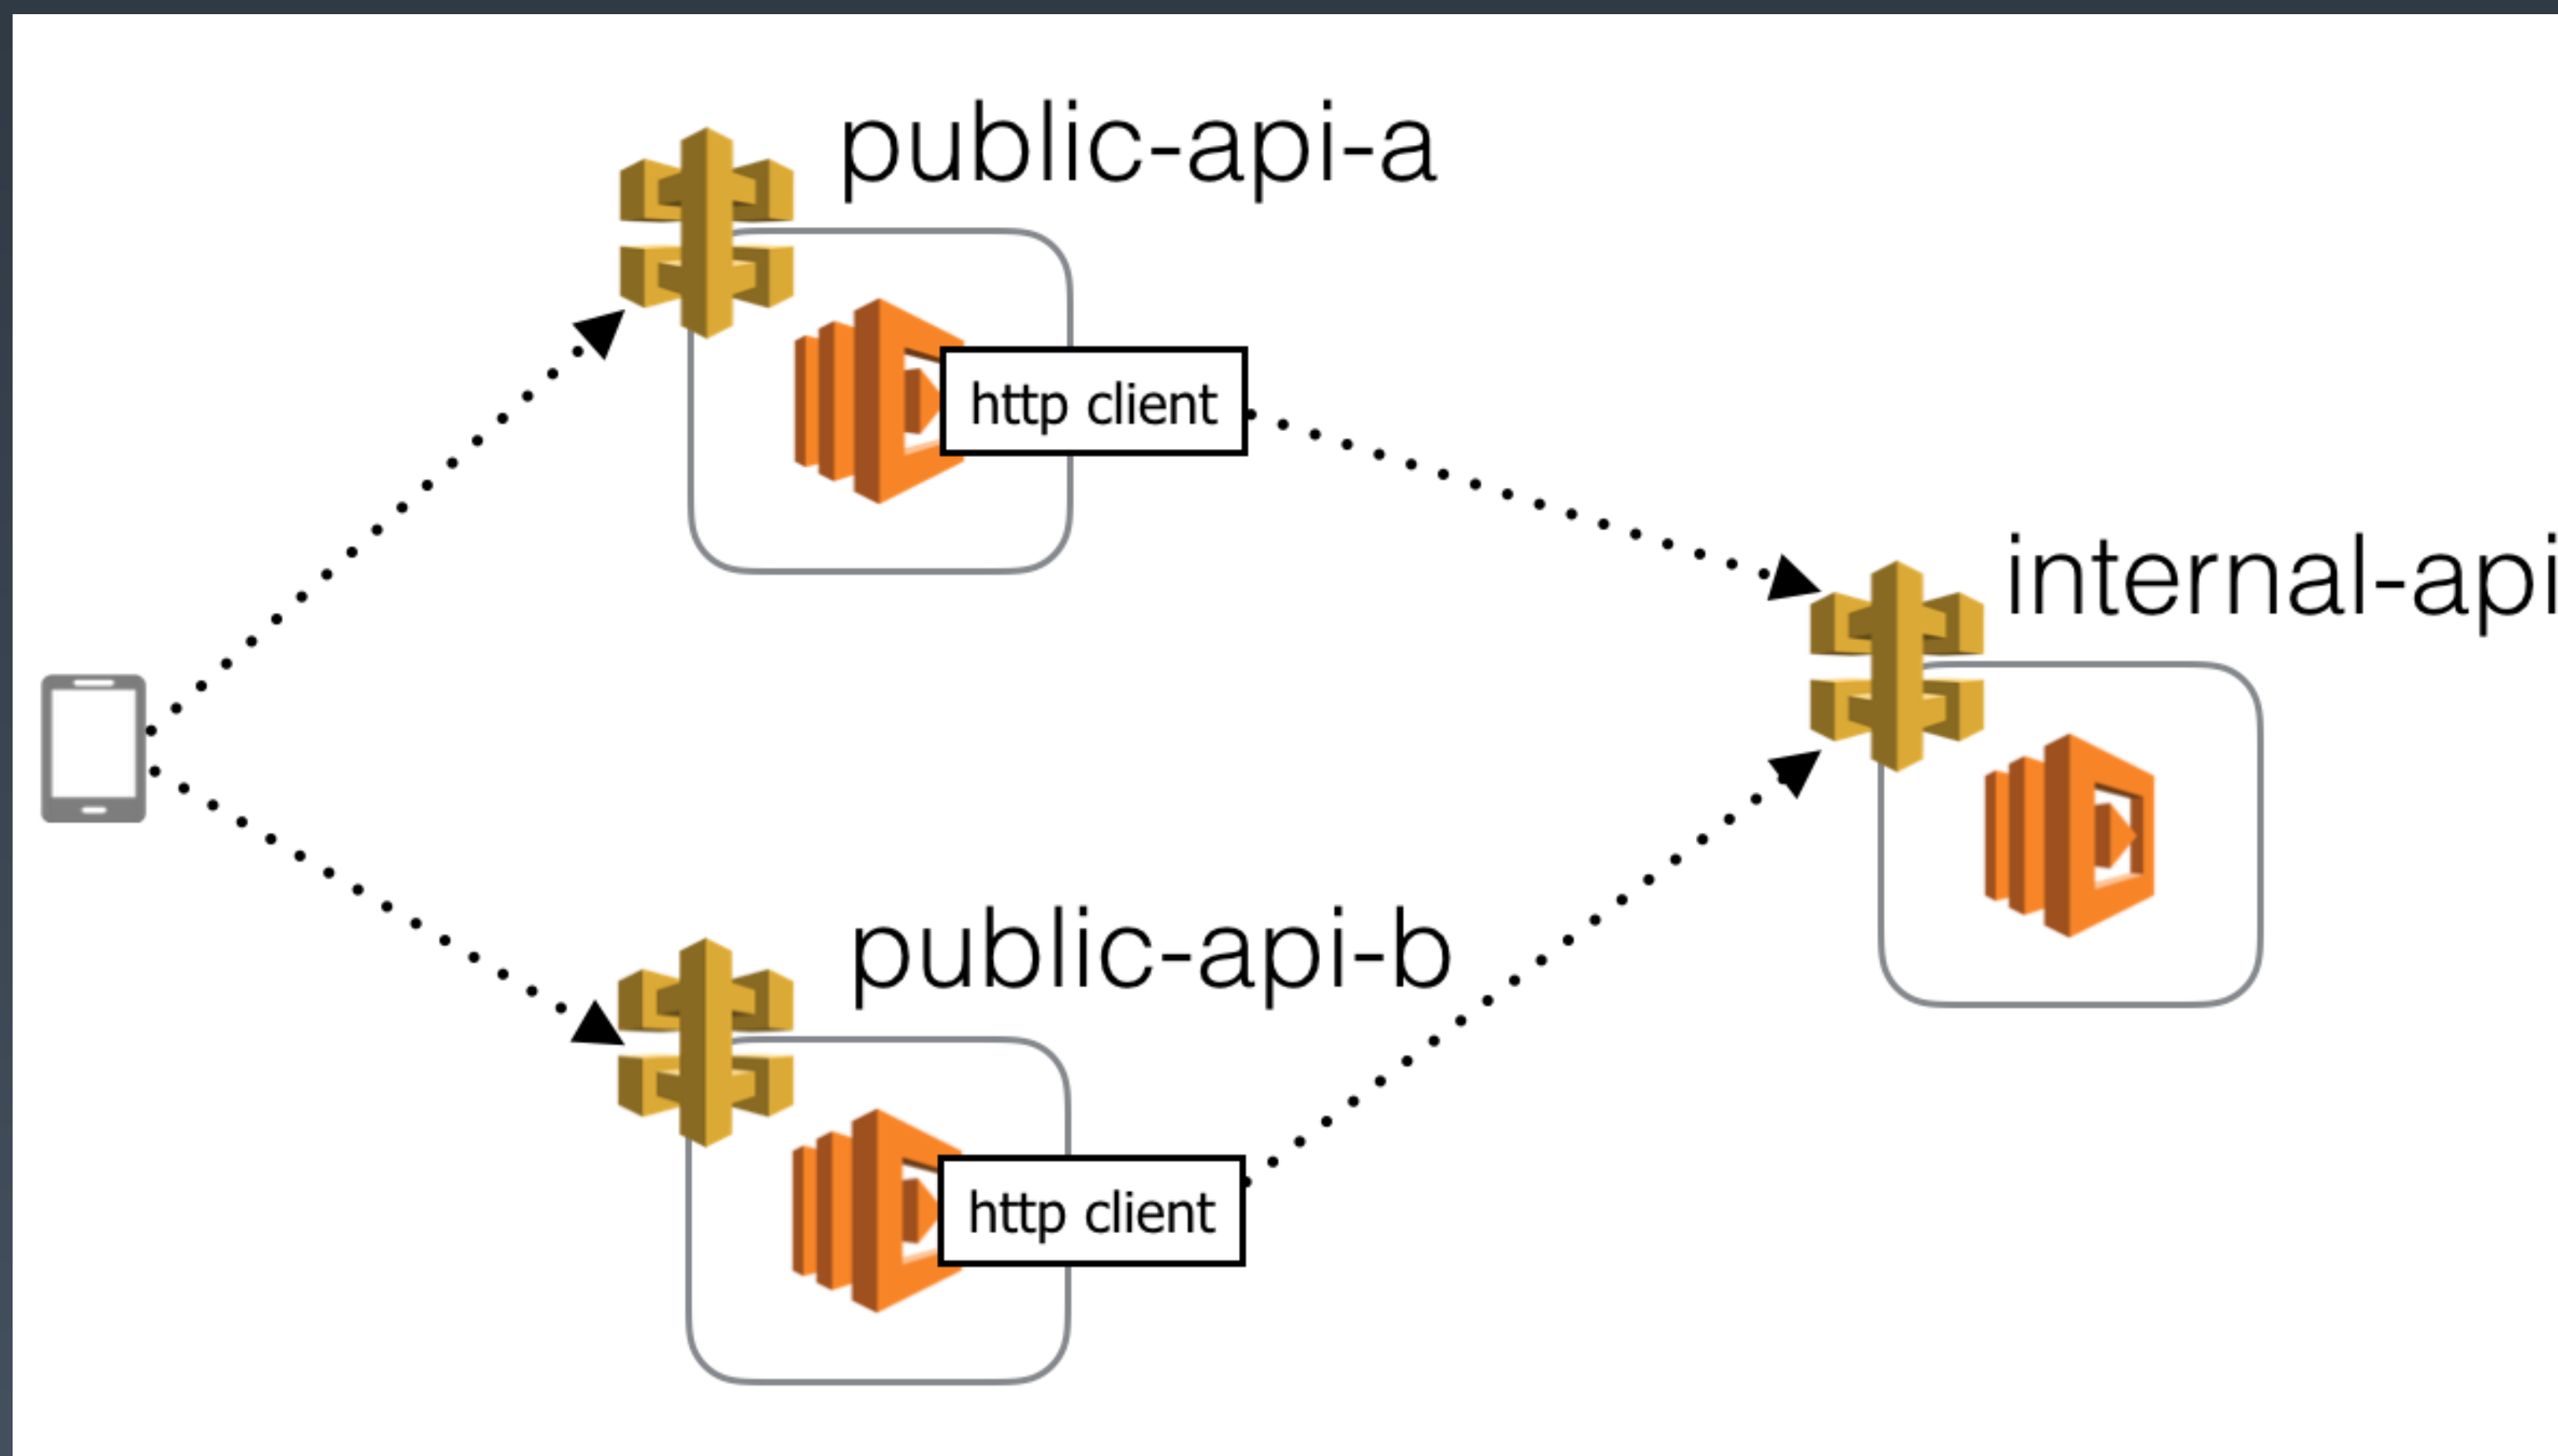 public-api-a
http client
internal-api
public-api-b
http client